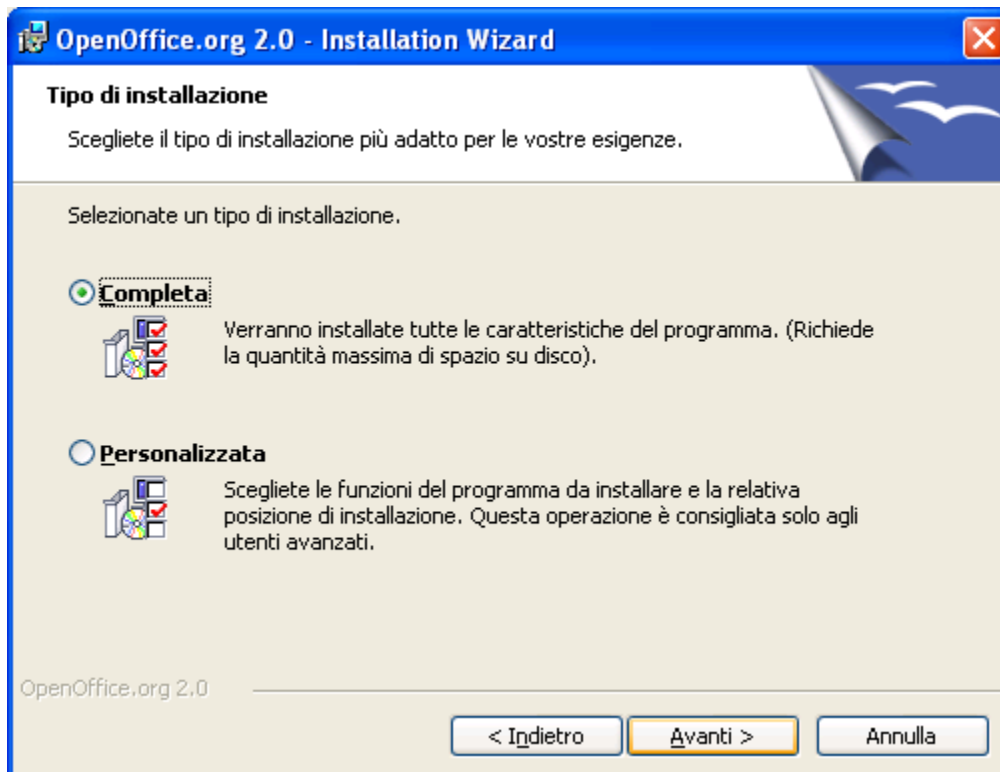 OpenOffice.org 2.0 - Installation Wizard
Tipo di installazione
Scegliete il tipo di installazione più adatto per le vostre esigenze.
Selezionate un tipo di installazione.
Completa
Verranno installate tutte le caratteristiche del programma. (Richiede
la quantità massima di spazio su disco).
Personalizzata
Scegliete le funzioni del programma da installare e la relativa
posizione di installazione. Questa operazione è consigliata solo agli
utenti avanzati.
OpenOffice.org 2.0
< Indietro
Avanti >
Annulla